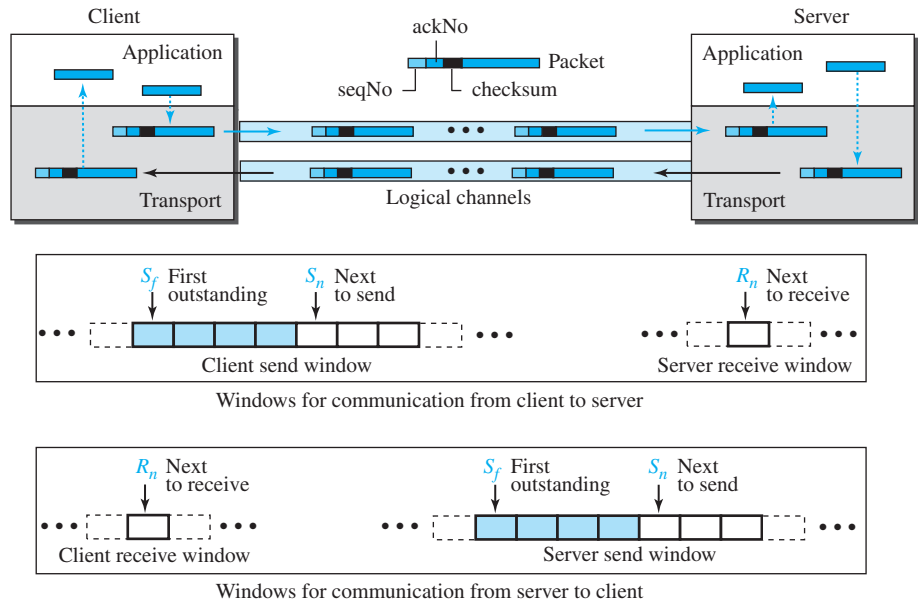 Client
Server
Application
ackNo
Packet
seqNo
checksum
Application
Transport
Logical channels
Transport
Sf First outstanding
Sn Next to send
Rn Next to receive
Client send window
Server receive window
Windows for communication from client to server
Rn Next to receive
Sf First outstanding
Sn Next to send
Client receive window
Server send window
Windows for communication from server to client